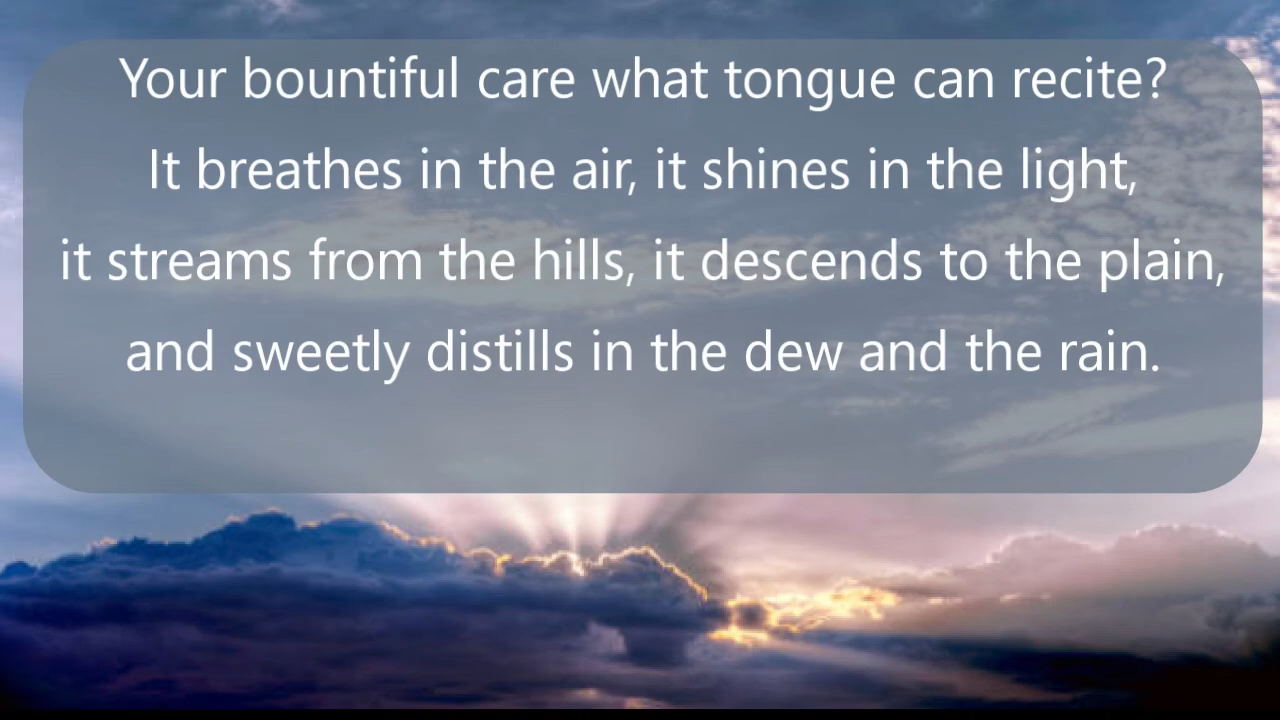 Your bountiful care what tongue can recite?
It breathes in the air, it shines in the light,
it streams from the hills, it descends to the plain,
and sweetly distills in the dew and the rain.